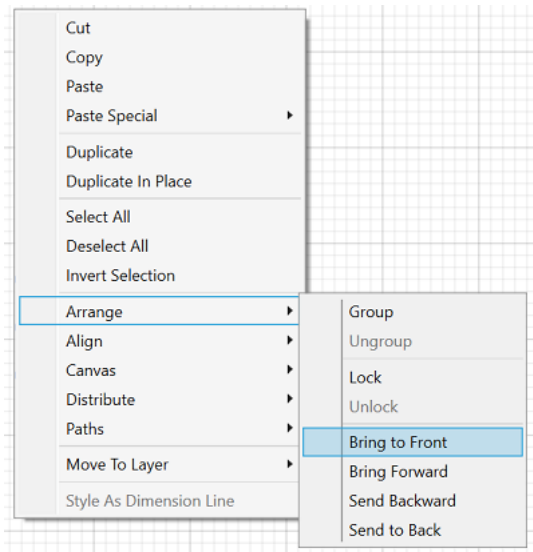 Cut
Copy
Paste
Paste Special
Duplicate
Duplicate In Place
Select All
Deselect All
Invert Selection
Arrange
Align
Canvas
Distribute
Paths
Move To Layer
Style As Dimension Line
Group
Ungroup
Lock
Unlock
Bring to Front
Bring Forward
Send Backward
Send to Back